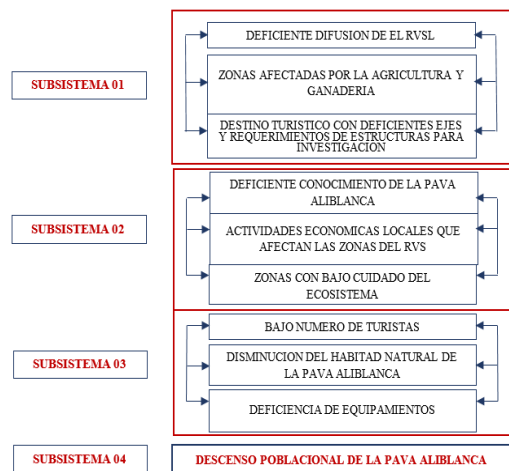 SUBSISTEMA 01
DEFICIENTE DIFUSION DE EL RVSL
ZONAS AFECTADAS POR LA AGRICULTURA Y
GANADERIA
DESTINO TURISTICO CON DEFICIENTES EJES
Y REQUERIMIENTOS DE ESTRUCTURAS PARA
INVESTIGACION
SUBSISTEMA 02
DEFICIENTE CONOCIMIENTO DE LA PAVA
ALIBLANCA
ACTIVIDADES ECONOMICAS LOCALES QUE
AFECTAN LAS ZONAS DEL RVS
ZONAS CON BAJO CUIDADO DEL
ECOSISTEMA
SUBSISTEMA 03
BAJO NUMERO DE TURISTAS
DISMINUCION DEL HABITAD NATURAL DE
LA PAVA ALIBLANCA
DEFICIENCIA DE EQUIPAMIENTOS
SUBSISTEMA 04
DESCENSO POBLACIONAL DE LA PAVA ALIBLANCA